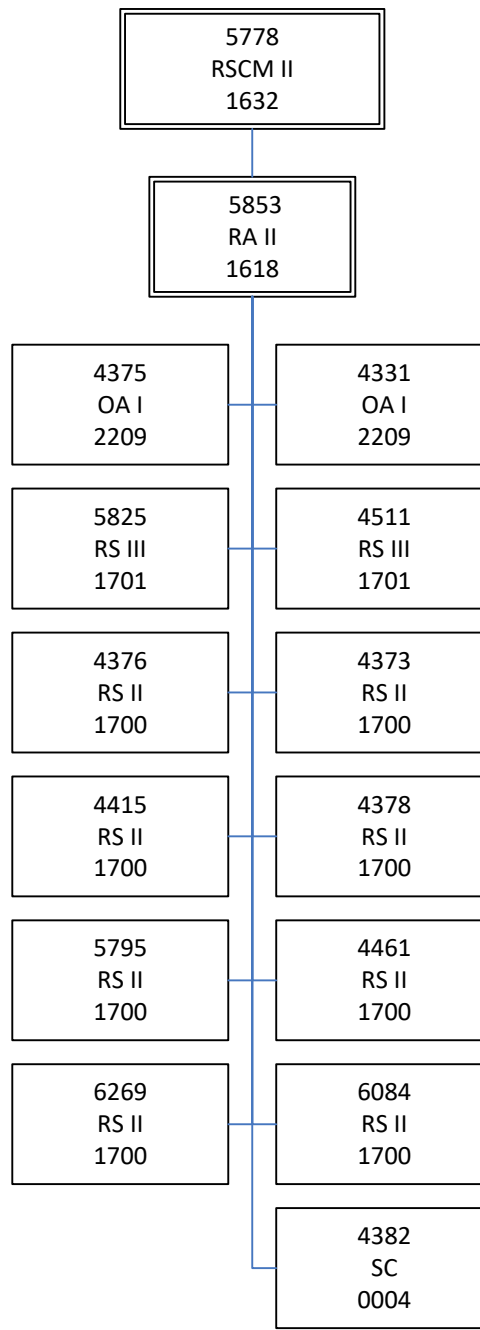 5778
RSCM II
1632
5853
RA II
1618
4375
OA I
2209
4331
OA I
2209
5825
RS III
1701
4511
RS III
1701
4376
RS II
1700
4373
RS II
1700
4415
RS II
1700
4378
RS II
1700
5795
RS II
1700
4461
RS II
1700
6269
RS II
1700
6084
RS II
1700
4382
SC
0004